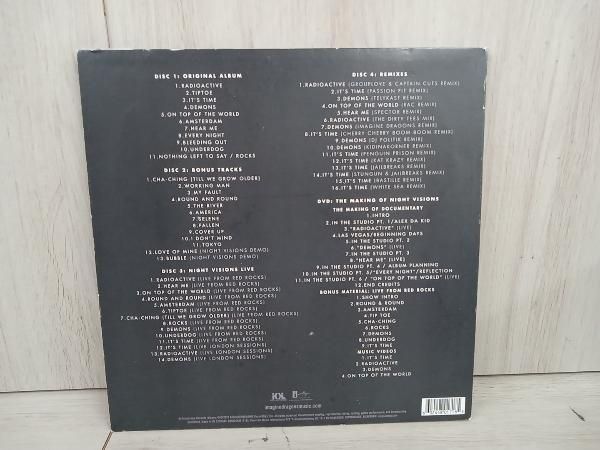 DISC 1: ORIGINAL ALBUM
1.RADIOACTIVE
2.TIPTOE
3.IT'S TIME
4.DEMONS
5.ON TOP OF THE WORLD
6.AMSTERDAM
7.HEAR ME
8.EVERY NIGHT
9.BLEEDING OUT
10.UNDERDOG
11.NOTHING LEFT TO SAY / ROCKS
DISC 2: BONUS TRACKS
1.CHA-CHING (TILL WE GROW OLDER)
2.WORKING MAN
3.MY FAULT
4.ROUND AND ROUND
5.THE RIVER
6.AMERICA
7.SELENE
8.FALLEN
9.COVER UP
10.I DON'T MIND
11.TOKYO
12.LOVE OF MINE (NIGHT VISIONS DEMO)
13.BUBBLE (NIGHT VISIONS DEMO)
DISC 3: NIGHT VISIONS LIVE
1.RADIOACTIVE (LIVE FROM RED ROCKS)
2.HEAR ME (LIVE FROM RED ROCKS)
3.ON TOP OF THE WORLD (LIVE FROM RED ROCKS)
4.ROUND AND ROUND (LIVE FROM RED ROCKS)
5.AMSTERDAM (LIVE FROM RED ROCKS)
6.TIPTOE (LIVE FROM RED ROCKS)
7.CHA-CHING (TILL WE GROW OLDER) (LIVE FROM RED ROCKS)
8.ROCKS (LIVE FROM RED ROCKS)
9.DEMONS (LIVE FROM RED ROCKS)
10.UNDERDOG (LIVE FROM RED ROCKS)
11.IT'S TIME (LIVE FROM RED ROCKS)
12.IT'S TIME (LIVE LONDON SESSIONS)
13.RADIOACTIVE (LIVE LONDON SESSIONS)
14.DEMONS (LIVE LONDON SESSIONS)
DISC 4: REMIXES
1.RADIOACTIVE (GROUPLOVE & CAPTAIN CUTS REMIX)
2.IT'S TIME (PASSION PIT REMIX)
3.DEMONS (TELYKAST REMIX)
4.ON TOP OF THE WORLD (RAC REMIX)
5.HEAR ME (SPECTOR REMIX)
6.RADIOACTIVE (THE DIRTY TEES MIX)
7.DEMONS (IMAGINE DRAGONS REMIX)
8.IT'S TIME (CHERRY CHERRY BOOM BOOM REMIX)
9.DEMONS (DJ POLITIK REMIX)
10.DEMONS (KIDINAKORNER REMIX)
11.IT'S TIME (PENGUIN PRISON REMIX)
12.IT'S TIME (KAT KRAZY REMIX)
13.IT'S TIME (JAILBREAKS REMIX)
14.IT'S TIME (STUNGUN & JAILBREAKS REMIX)
15.IT'S TIME (BASTILLE REMIX)
16.IT'S TIME (WHITE SEA REMIX)
DVD: THE MAKING OF NIGHT VISIONS
THE MAKING OF DOCUMENTARY
1.INTRO
2.IN THE STUDIO PT. 1/ALEX DA KID
3."RADIOACTIVE" (LIVE)
4.LAS VEGAS/BEGINNING DAYS
5.IN THE STUDIO PT. 2
6."DEMONS" (LIVE)
7.IN THE STUDIO PT. 3
8."HEAR ME" (LIVE)
9.IN THE STUDIO PT. 4 / ALBUM PLANNING
10.IN THE STUDIO PT. 5/"EVERY NIGHT"/REFLECTION
11.IN THE STUDIO PT. 6 / "ON TOP OF THE WORLD" (LIVE)
12.END CREDITS
BONUS MATERIAL: LIVE FROM RED ROCKS
1.SHOW INTRO
2.ROUND & ROUND
3.AMSTERDAM
4.TIP TOE
5.CHA-CHING
6.ROCKS
7.DEMONS
8.UNDERDOG
9.IT'S TIME
MUSIC VIDEOS
1.IT'S TIME
2.RADIOACTIVE
3.DEMONS
4.ON TOP OF THE WORLD
imaginedragonsmusic.com